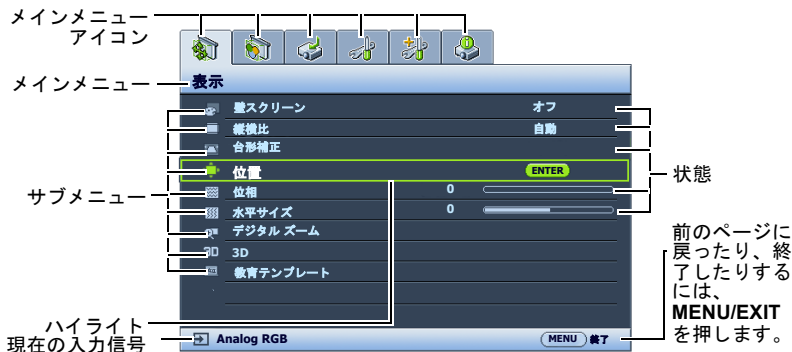 メインメニュー
アイコン
メインメニュー
表示
壁スクリーン オフ
縦横比 自動
台形補正
位置 ENTER
位相 0
水平サイズ 0
デジタル ズーム
3D 3D
教育テンプレート
サブメニュー
状態
前のページに
戻ったり、終
了したりする
には、
MENU/EXIT
を押します。
ハイライト
現在の入力信号
Analog RGB
MENU 終了